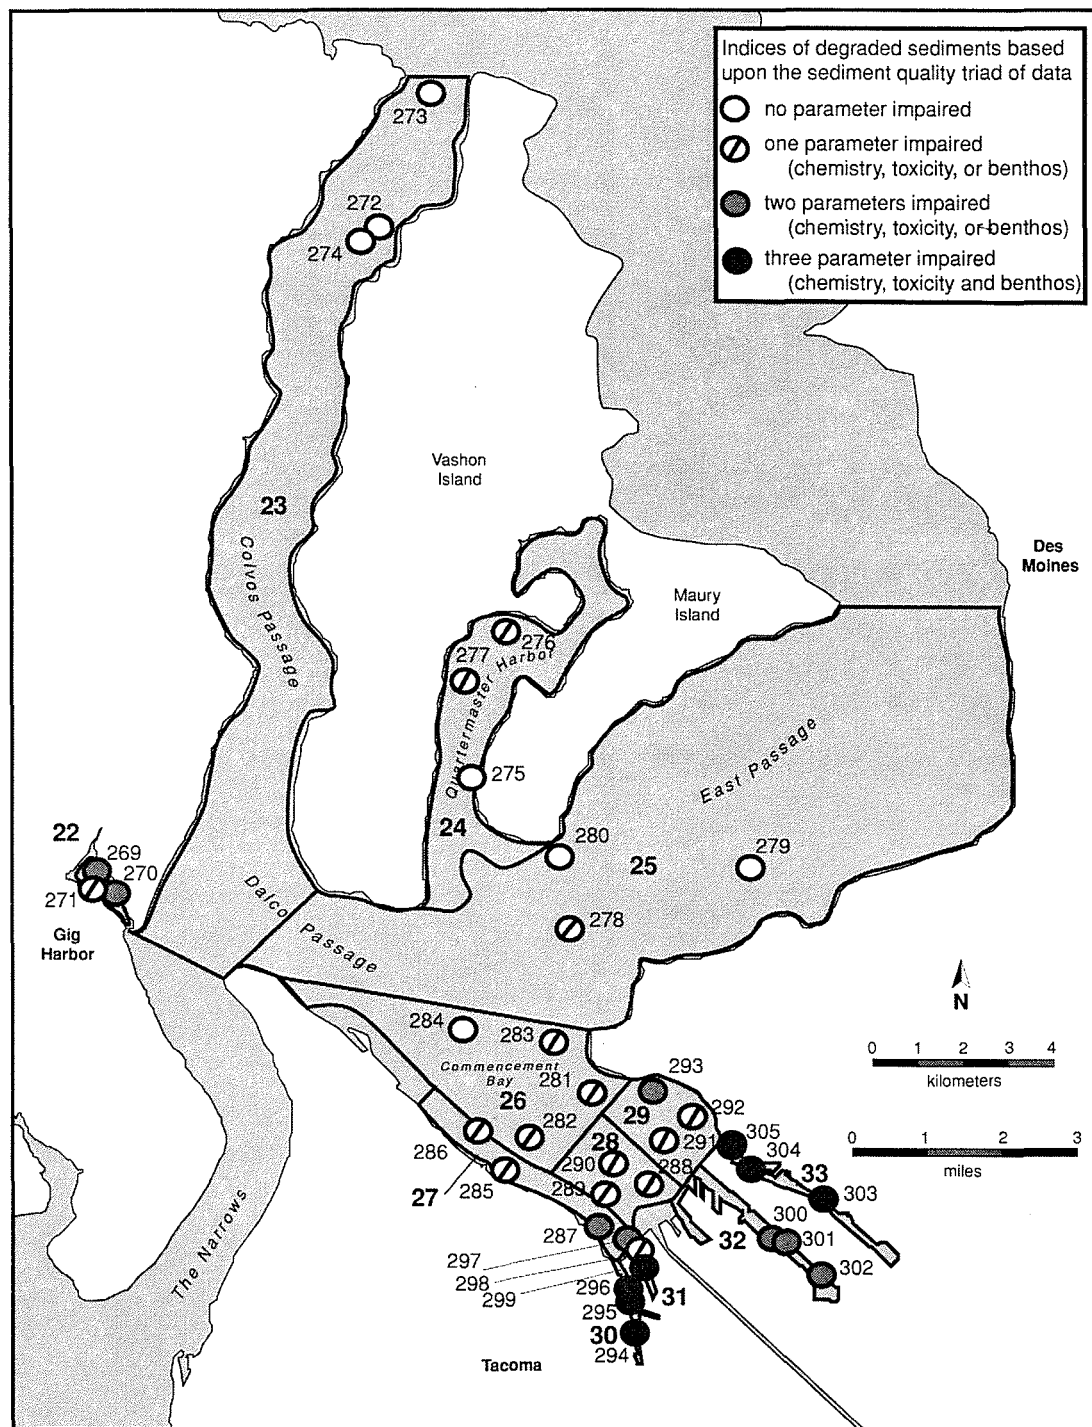 Indices of degraded sediments based
upon the sediment quality triad of data
no parameter impaired
one parameter impaired
(chemistry, toxicity, or benthos)
two parameters impaired
(chemistry, toxicity, or benthos)
three parameter impaired
(chemistry, toxicity and benthos)
273
272
274
Vashon
Island
23
Colvos Passage
Des
Moines
Maury
Island
276
277
Quartermaster Harbor
275
East Passage
24
22
280
279
25
269
270
271
Dalco
Passage
278
Gig
Harbor
N
284
283
293
0 1 2 3 4
kilometers
Commencement
Bay
281
26
29
292
282
28
291
305
0 1 2 3
miles
286
290
288
304
33
27
285
289
303
The Narrows
287
32
300
301
297
298
302
299
296
31
295
30
294
Tacoma